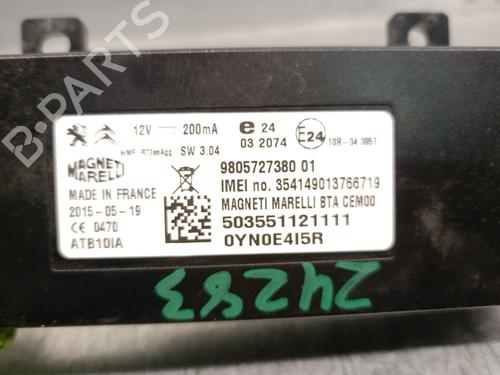 12V 200mA
e 24
03 2074
E24
10R-04 0957
SW 3.04
MAGNETI
MARELLI
9805727380 01
IMEI no. 354149013766719
MADE IN FRANCE
2015-05-19
CE 0470
ATB10IA
MAGNETI MARELLI BTA CEM00
503551121111
0YN0E4I5R
24283
B PARTS